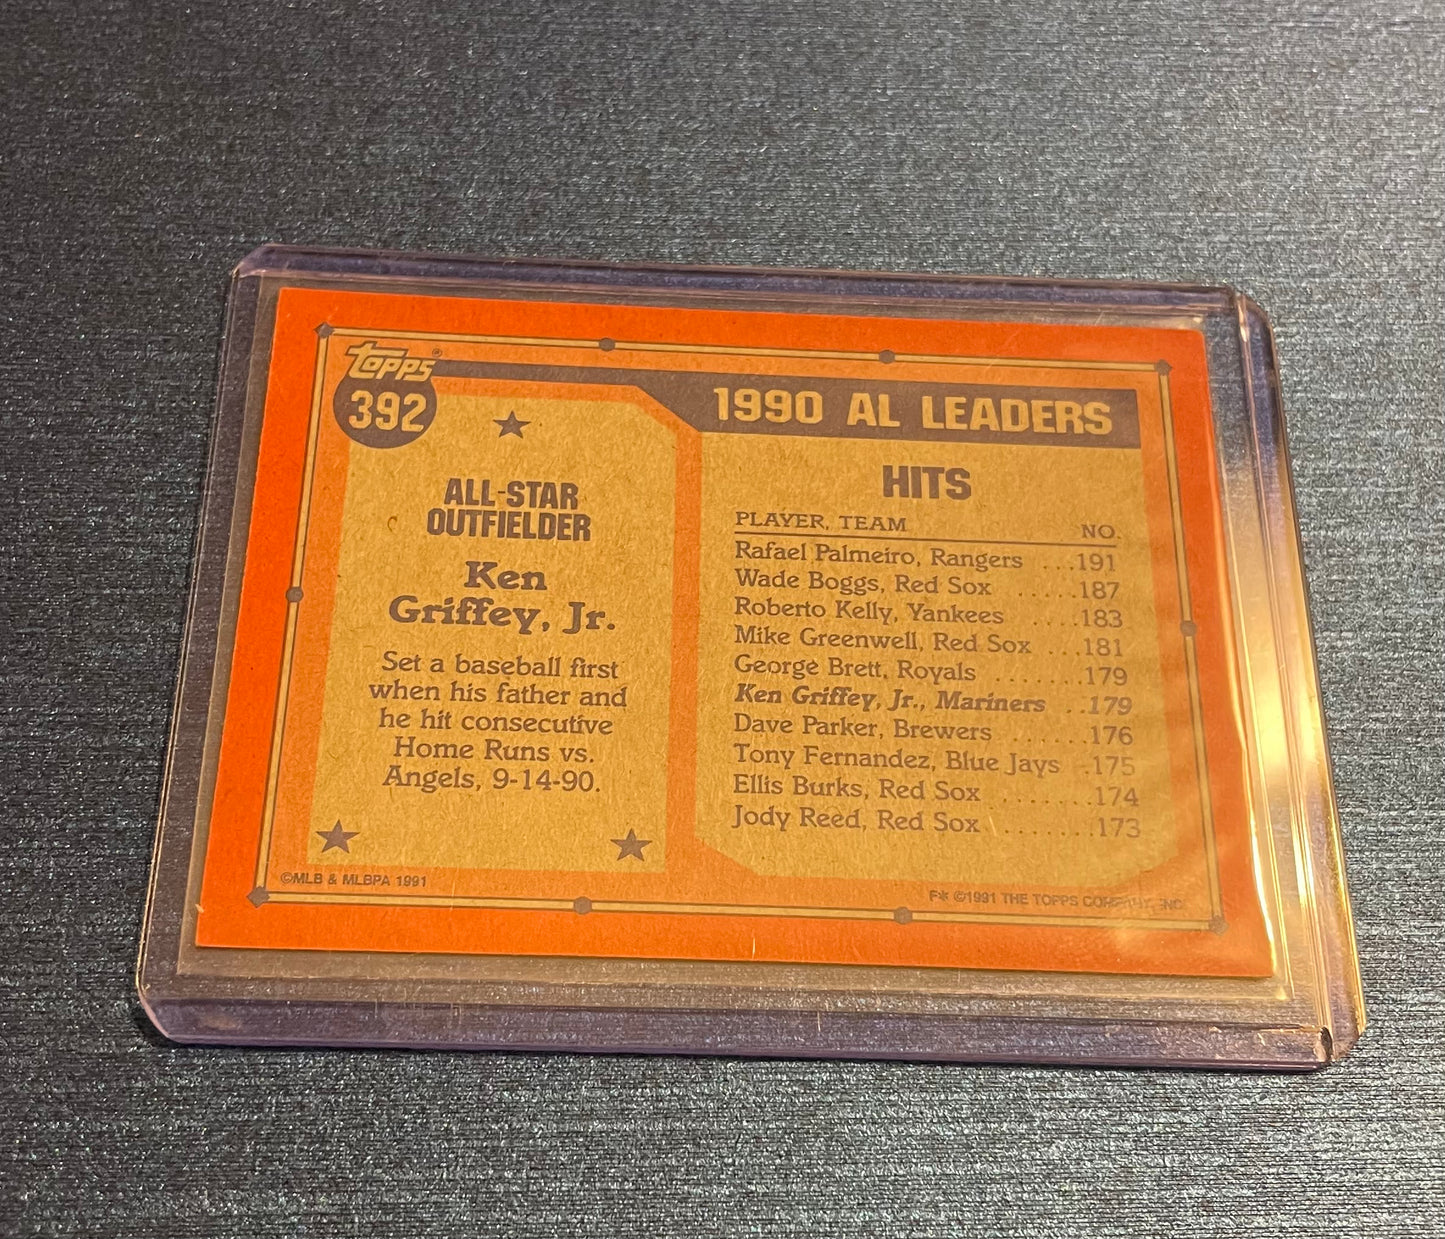 topps®
392
ALL-STAR
OUTFIELDER
Ken
Griffey, Jr.
Set a baseball first
when his father and
he hit consecutive
Home Runs vs.
Angels, 9-14-90.
©MLB & MLBPA 1991
1990 AL LEADERS
HITS
PLAYER, TEAM NO.
Rafael Palmeiro, Rangers ...191
Wade Boggs, Red Sox .....187
Roberto Kelly, Yankees ....183
Mike Greenwell, Red Sox ...181
George Brett, Royals .......179
Ken Griffey, Jr., Mariners ..179
Dave Parker, Brewers ......176
Tony Fernandez, Blue Jays .175
Ellis Burks, Red Sox .......174
Jody Reed, Red Sox .......173
F* ©1991 THE TOPPS COMPANY, INC.